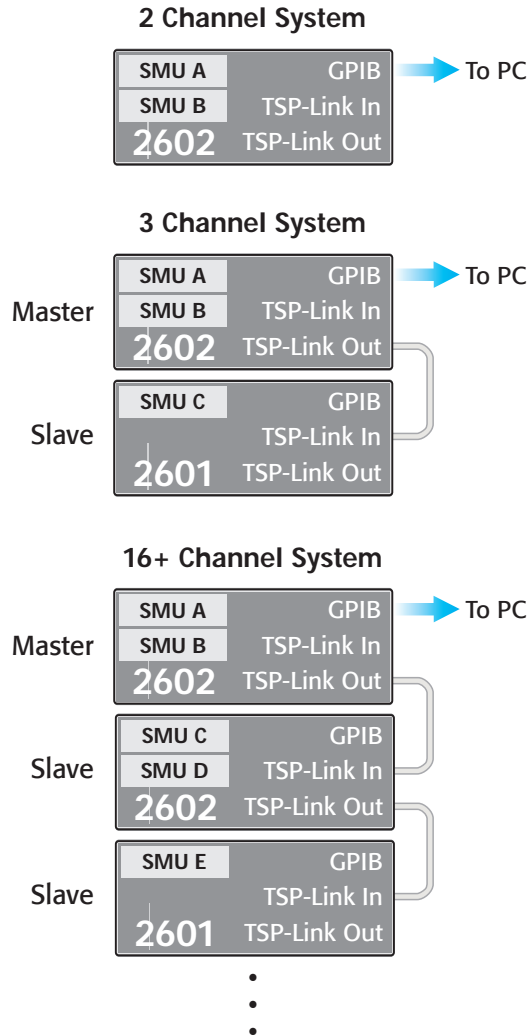 2 Channel System
SMU A GPIB To PC
SMU B TSP-Link In
2602 TSP-Link Out
3 Channel System
SMU A GPIB To PC
Master SMU B TSP-Link In
2602 TSP-Link Out
SMU C GPIB
Slave TSP-Link In
2601 TSP-Link Out
16+ Channel System
SMU A GPIB To PC
Master SMU B TSP-Link In
2602 TSP-Link Out
SMU C GPIB
Slave SMU D TSP-Link In
2602 TSP-Link Out
SMU E GPIB
Slave TSP-Link In
2601 TSP-Link Out